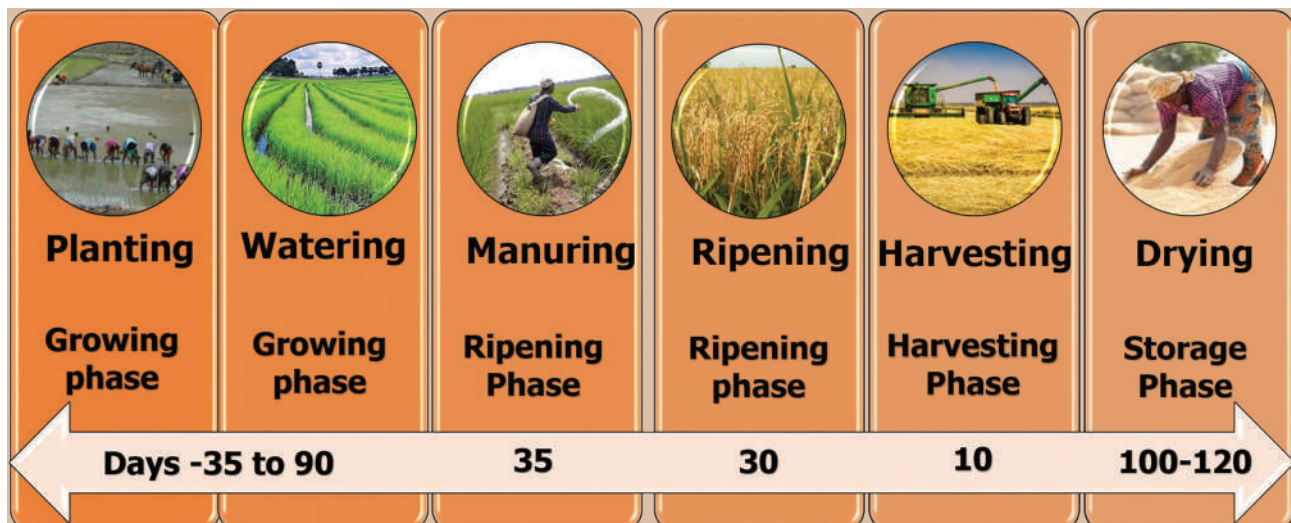 Planting
Watering
Manuring
Ripening
Harvesting
Drying
Growing
phase
Growing
phase
Ripening
Phase
Ripening
phase
Harvesting
Phase
Storage
Phase
Days -35 to 90
35
30
10
100-120